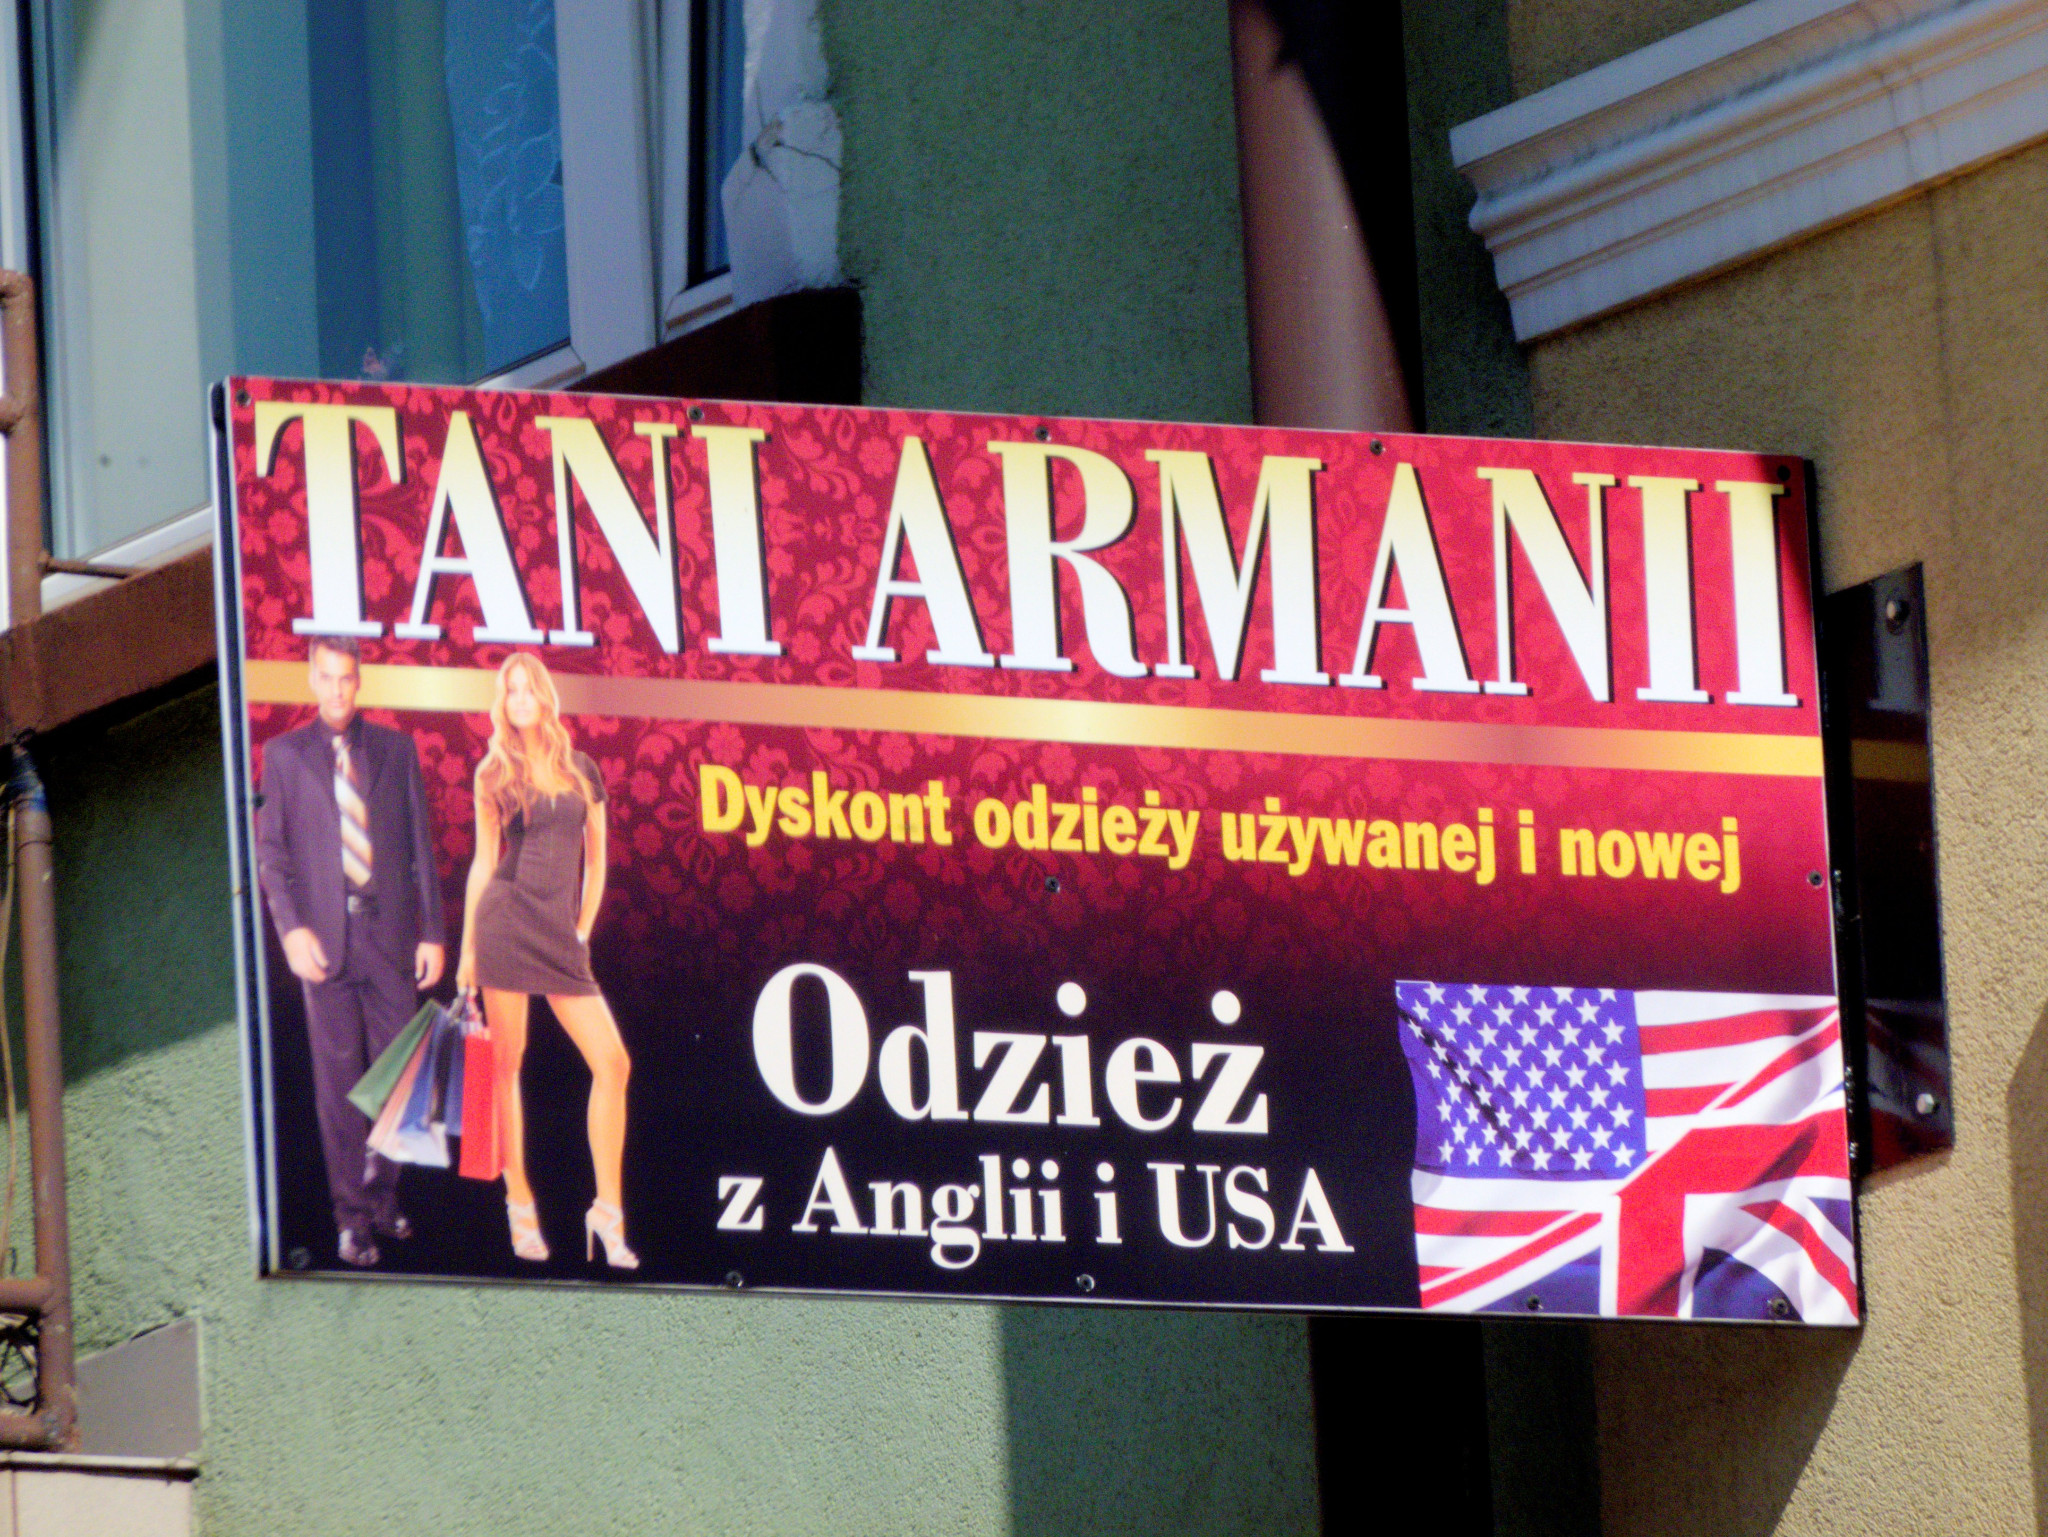 TANI ARMANII
Dyskont odzieży używanej i nowej
Odzież
z Anglii i USA